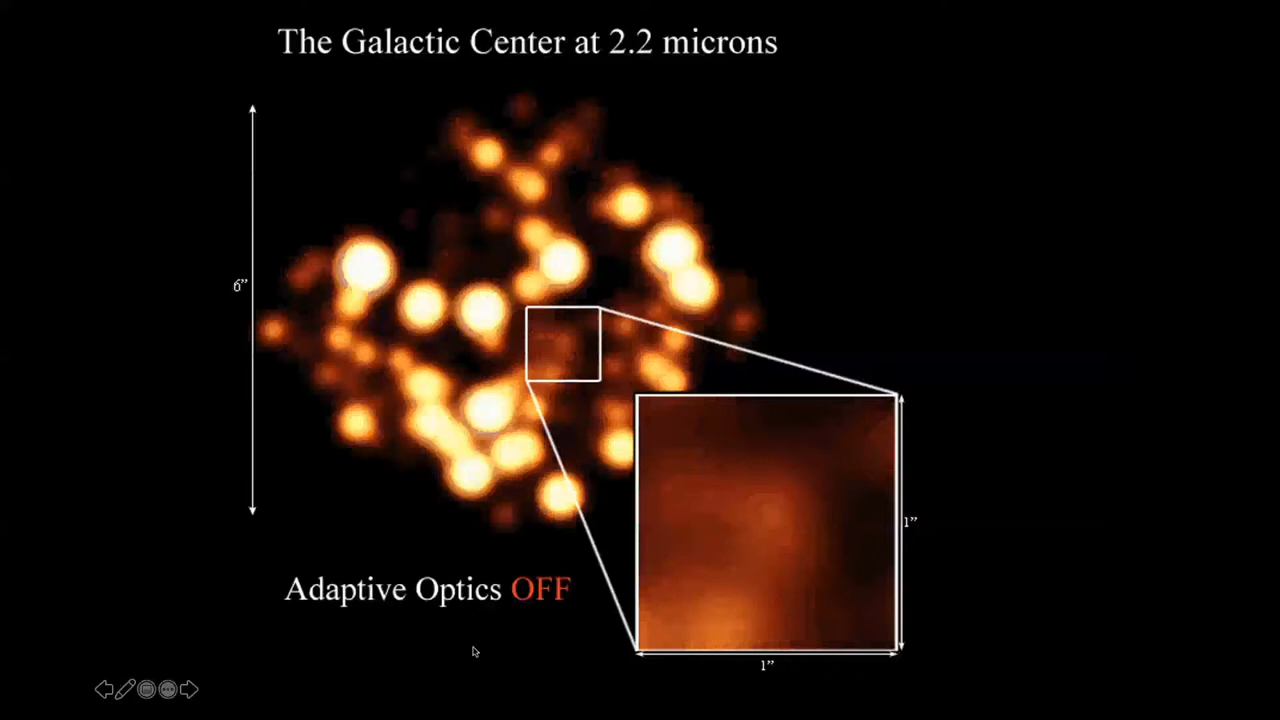 The Galactic Center at 2.2 microns
6”
1”
Adaptive Optics OFF
1”